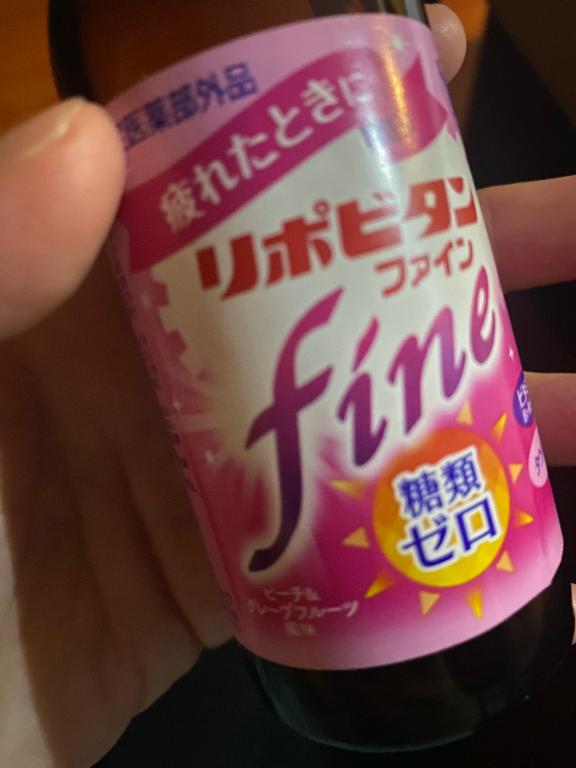 医薬部外品
疲れたときに
リポビタン
ファイン
fine
糖類
ゼロ
ピーチ&
グレープフルーツ
風味